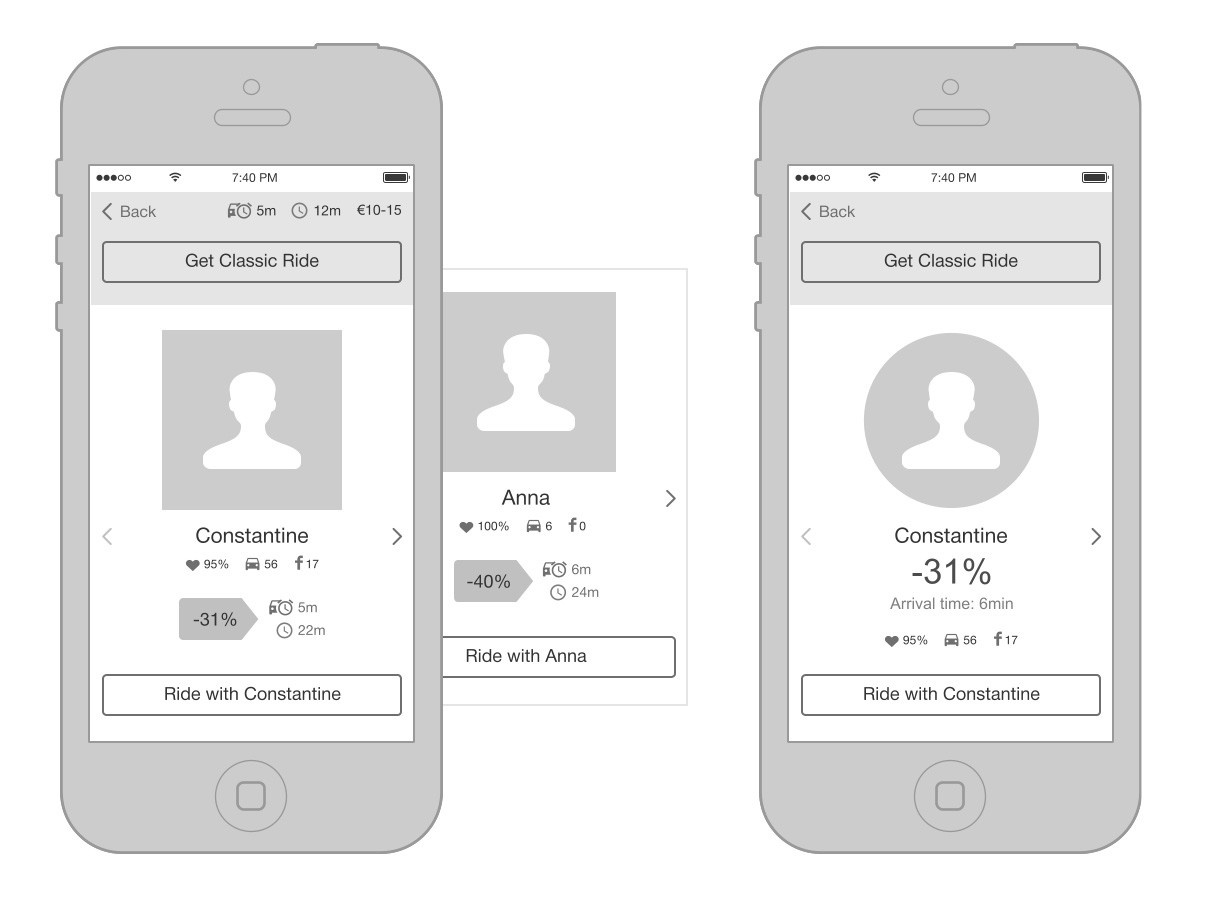 7:40 PM
Back 5m 12m €10-15
Get Classic Ride
Constantine
95% 56 f 17
-31% 5m
22m
Ride with Constantine
Anna
100% 6 f 0
-40% 6m
24m
Ride with Anna
7:40 PM
Back
Get Classic Ride
Constantine
-31%
Arrival time: 6min
95% 56 f 17
Ride with Constantine